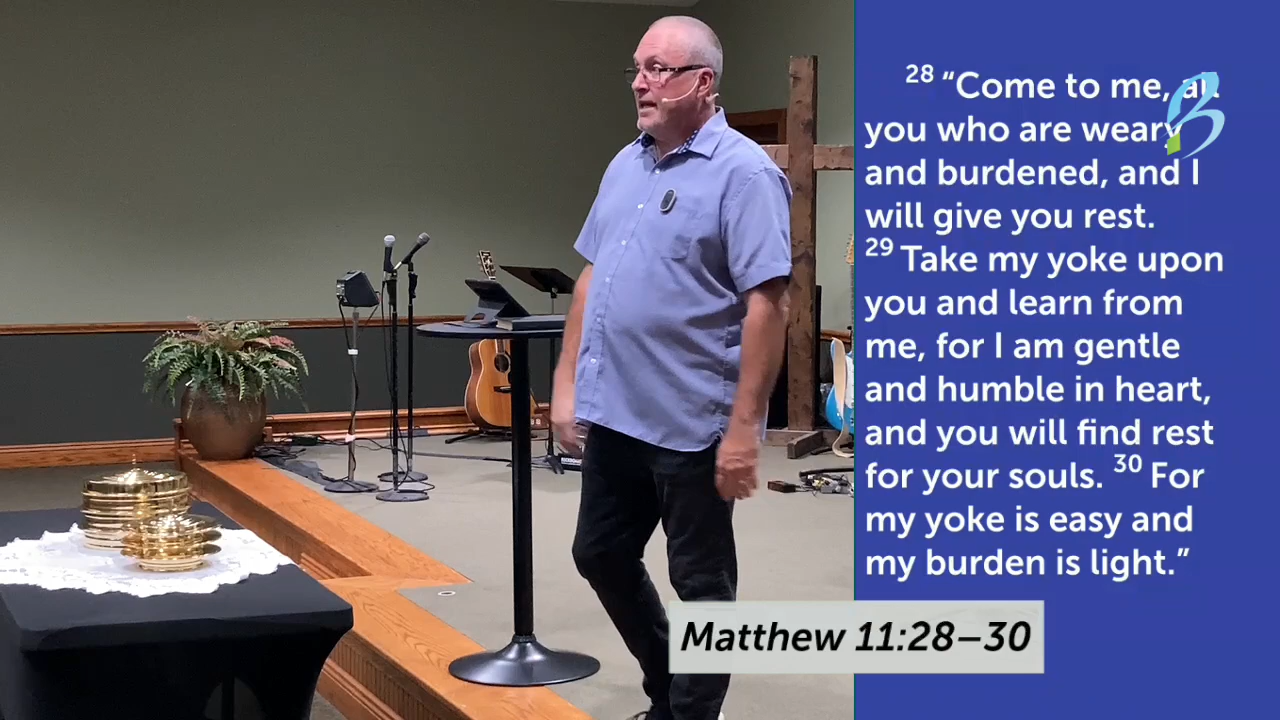 28 “Come to me, all
you who are weary
and burdened, and I
will give you rest.
29 Take my yoke upon
you and learn from
me, for I am gentle
and humble in heart,
and you will find rest
for your souls. 30 For
my yoke is easy and
my burden is light.”
Matthew 11:28–30